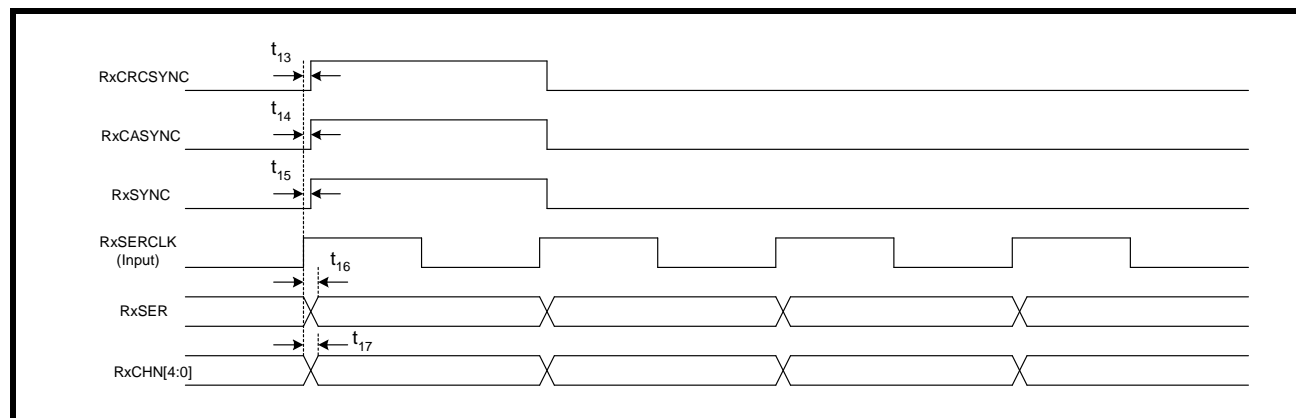 t13
RxCRCSYNC
t14
RxCASYNC
t15
RxSYNC
RxSERCLK
(Input)
t16
RxSER
t17
RxCHN[4:0]